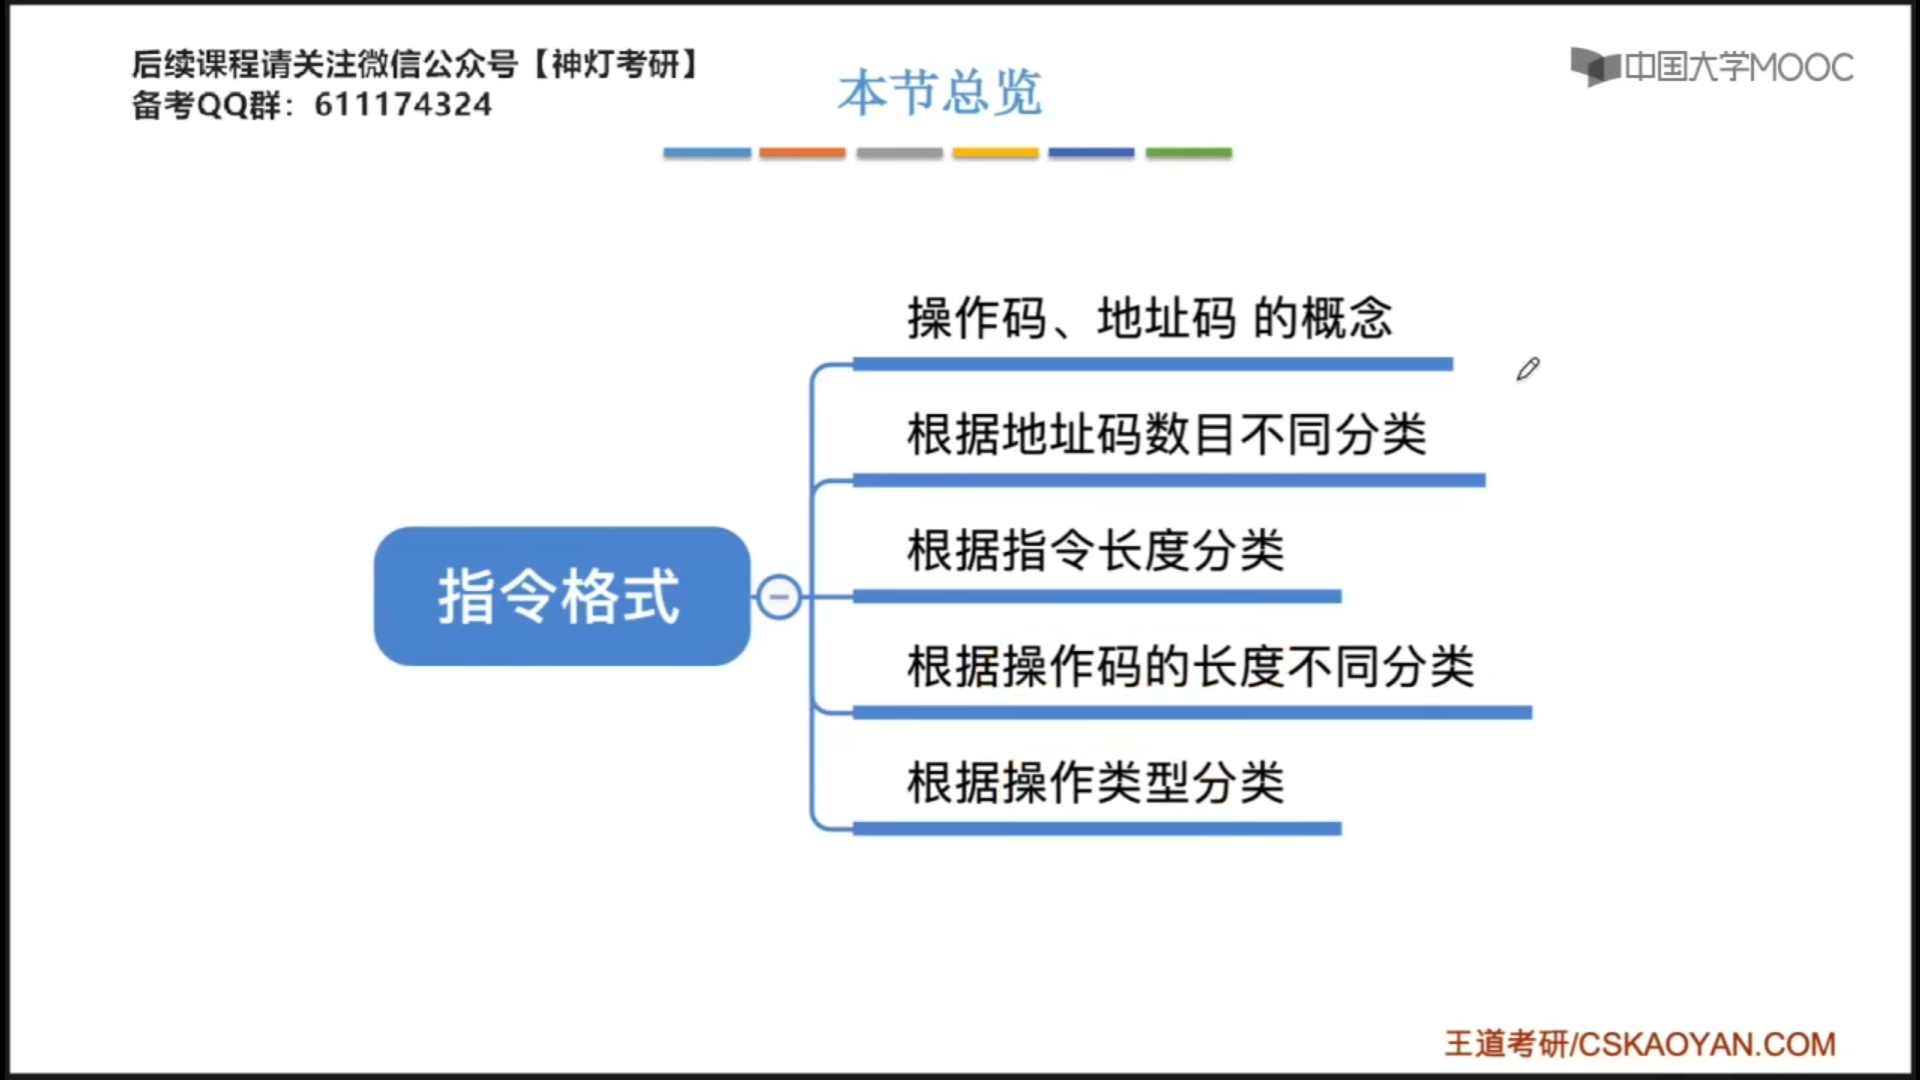 后续课程请关注微信公众号【神灯考研】
备考QQ群：611174324
本节总览
中国大学MOOC
操作码、地址码 的概念
根据地址码数目不同分类
根据指令长度分类
指令格式
根据操作码的长度不同分类
根据操作类型分类
王道考研/CSKAOYAN.COM